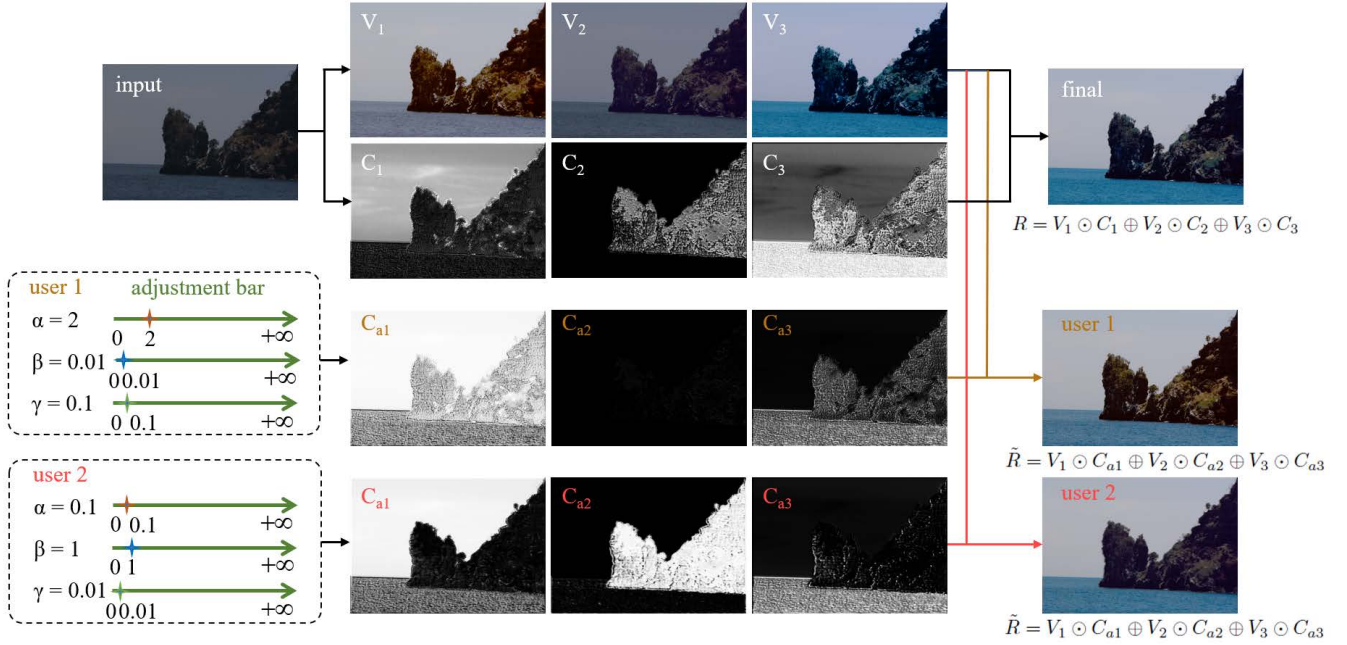 input
V₁
V₂
V₃
C₁
C₂
C₃
final
R = V₁ ⊙ C₁ ⊕ V₂ ⊙ C₂ ⊕ V₃ ⊙ C₃
user 1 adjustment bar
α = 2
0 2 +∞
β = 0.01
0 0.01 +∞
γ = 0.1
0 0.1 +∞
Cₐ₁
Cₐ₂
Cₐ₃
user 1
R̃ = V₁ ⊙ Cₐ₁ ⊕ V₂ ⊙ Cₐ₂ ⊕ V₃ ⊙ Cₐ₃
user 2
α = 0.1
0 0.1 +∞
β = 1
0 1 +∞
γ = 0.01
0 0.01 +∞
Cₐ₁
Cₐ₂
Cₐ₃
user 2
R̃ = V₁ ⊙ Cₐ₁ ⊕ V₂ ⊙ Cₐ₂ ⊕ V₃ ⊙ Cₐ₃